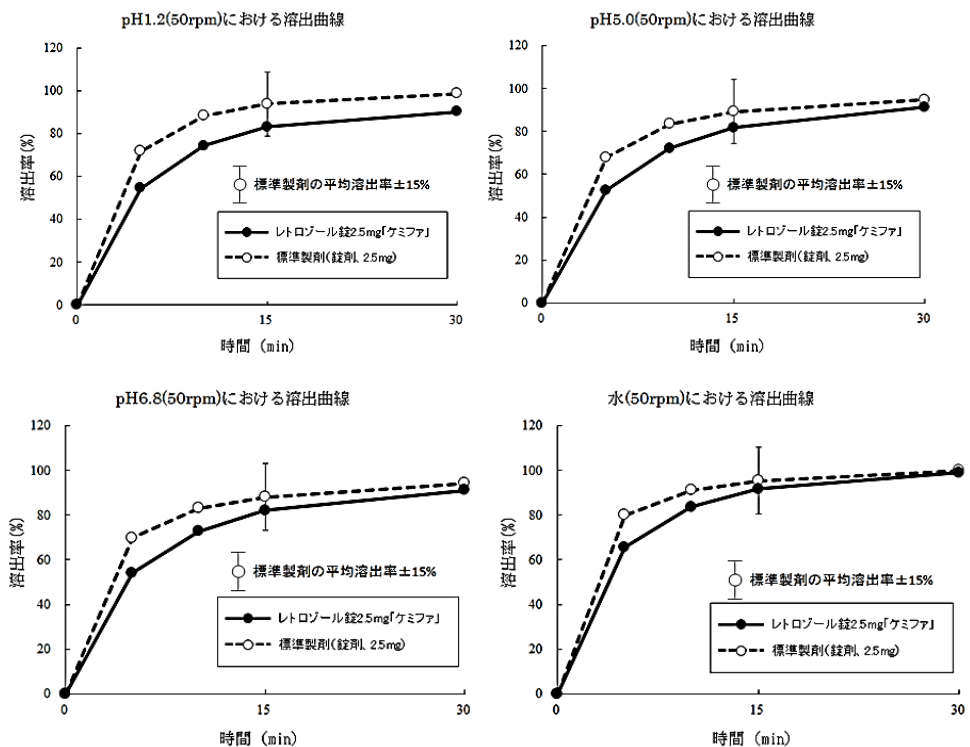 pH1.2(50rpm)における溶出曲線
120
100
80
60
40
20
0
溶出率(%)
標準製剤の平均溶出率±15%
レトロゾール錠2.5mg「ケミファ」
標準製剤(錠剤、2.5mg)
0
15
30
時間 (min)
pH5.0(50rpm)における溶出曲線
120
100
80
60
40
20
0
溶出率(%)
標準製剤の平均溶出率±15%
レトロゾール錠2.5mg「ケミファ」
標準製剤(錠剤、2.5mg)
0
15
30
時間 (min)
pH6.8(50rpm)における溶出曲線
120
100
80
60
40
20
0
溶出率(%)
標準製剤の平均溶出率±15%
レトロゾール錠2.5mg「ケミファ」
標準製剤(錠剤、2.5mg)
0
15
30
時間 (min)
水(50rpm)における溶出曲線
120
100
80
60
40
20
0
溶出率(%)
標準製剤の平均溶出率±15%
レトロゾール錠2.5mg「ケミファ」
標準製剤(錠剤、2.5mg)
0
15
30
時間 (min)